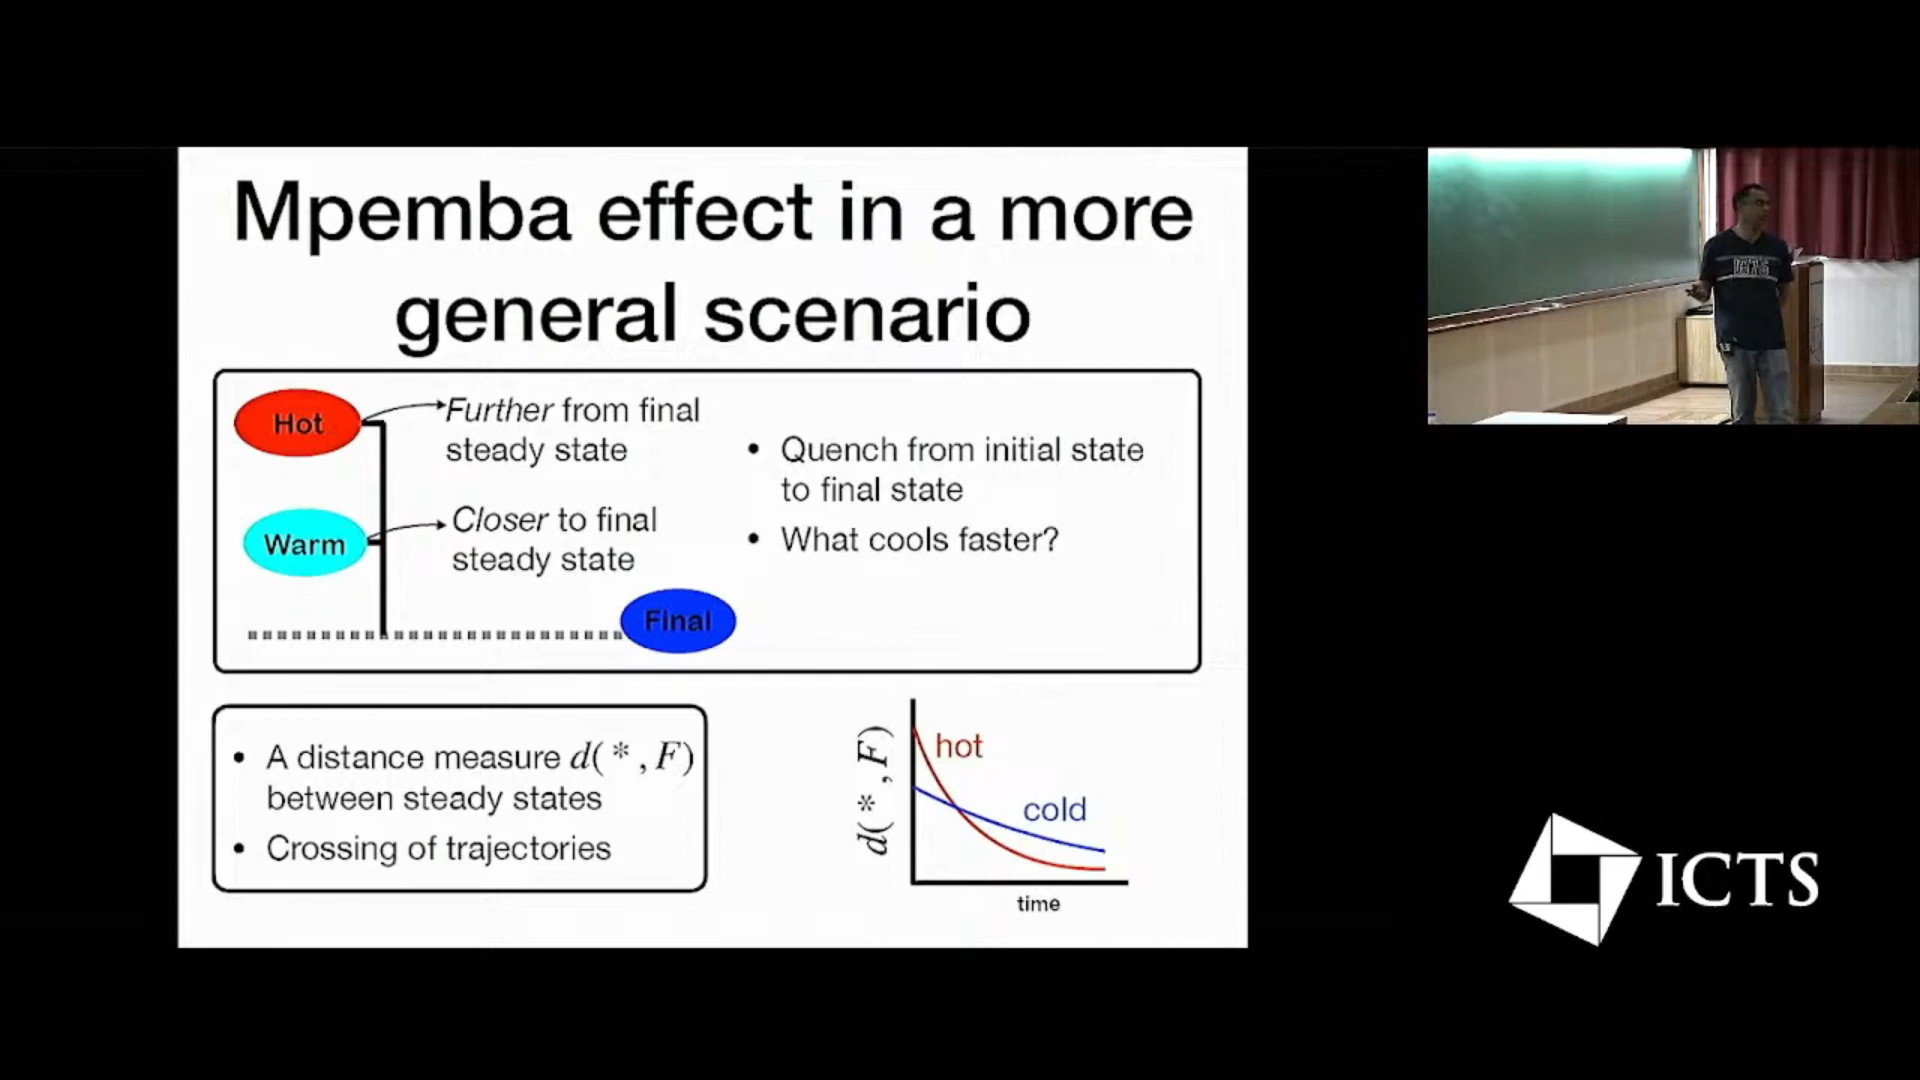 Mpemba effect in a more
general scenario
Hot
Further from final
steady state
Warm
Closer to final
steady state
Final
• Quench from initial state
to final state
• What cools faster?
• A distance measure d( * , F)
between steady states
• Crossing of trajectories
d( * , F)
hot
cold
time
ICTS
ICTS